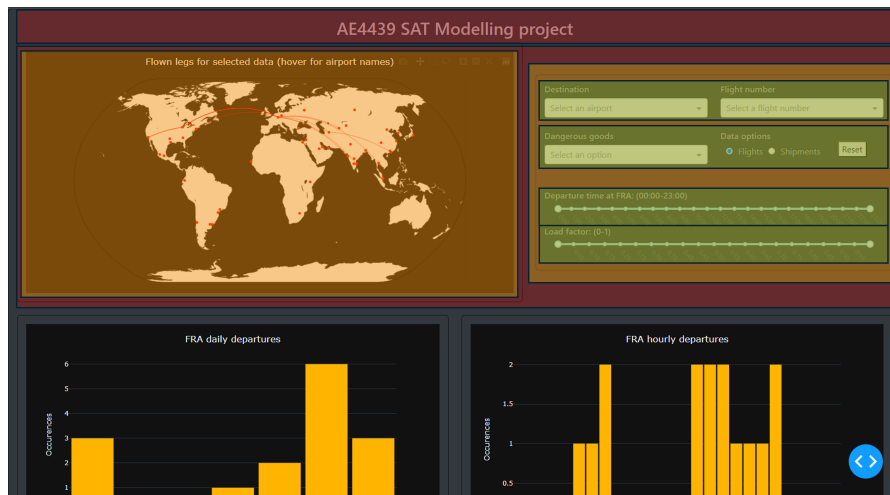 AE4439 SAT Modelling project
Flown legs for selected data (hover for airport names)
Destination
Flight number
Select an airport
Select a flight number
Dangerous goods
Data options
Select an option
Flights
Shipments
Reset
Departure time at FRA: (00:00-23:00)
Load factor: (0-1)
FRA daily departures
6
5
4
3
2
1
Occurences
FRA hourly departures
2
1.5
1
0.5
Occurences